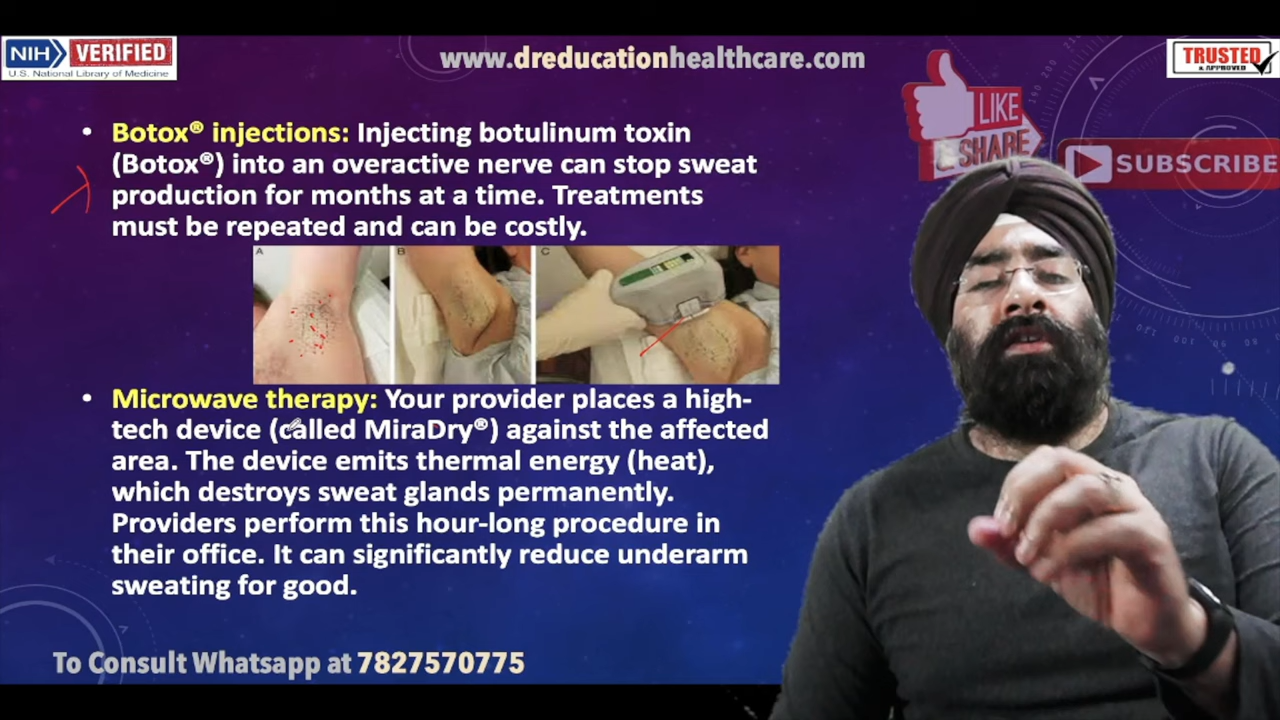 NIH VERIFIED
U.S. National Library of Medicine
www.dreducationhealthcare.com
TRUSTED
& APPROVED
LIKE
& SHARE
SUBSCRIBE
• Botox® injections: Injecting botulinum toxin
(Botox®) into an overactive nerve can stop sweat
production for months at a time. Treatments
must be repeated and can be costly.
A B C
• Microwave therapy: Your provider places a high-
tech device (called MiraDry®) against the affected
area. The device emits thermal energy (heat),
which destroys sweat glands permanently.
Providers perform this hour-long procedure in
their office. It can significantly reduce underarm
sweating for good.
To Consult Whatsapp at 7827570775